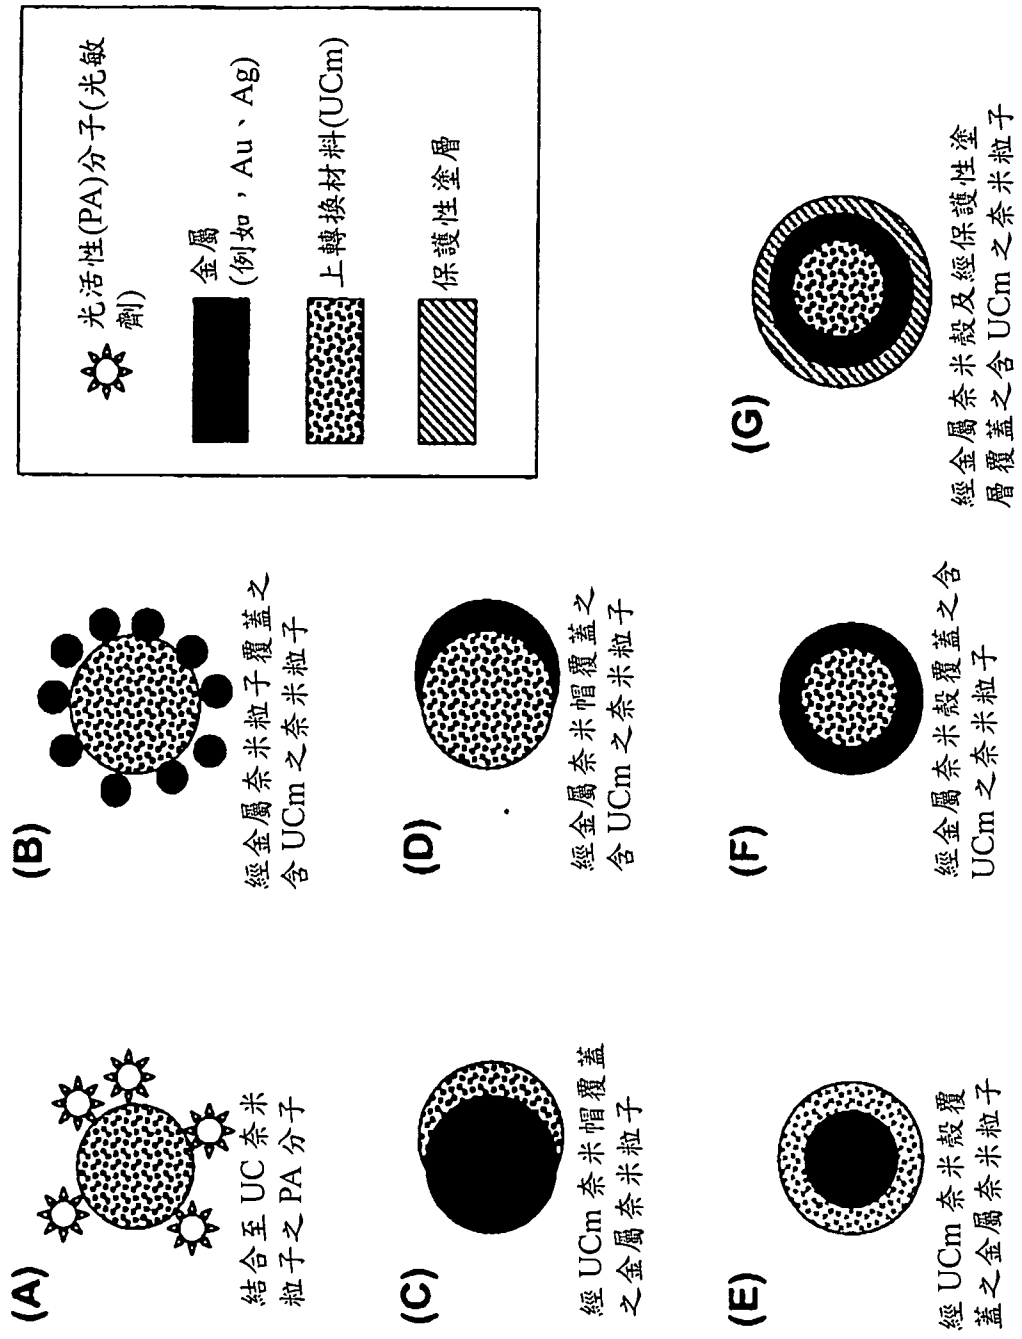 (A)
結合至 UC 奈米
粒子之 PA 分子
(B)
經金屬奈米粒子覆蓋之
含 UCm 之奈米粒子
光活性(PA)分子(光敏
劑)
金屬
(例如，Au、Ag)
上轉換材料(UCm)
保護性塗層
(C)
經 UCm 奈米帽覆蓋
之金屬奈米粒子
(D)
經金屬奈米帽覆蓋之
含 UCm 之奈米粒子
(E)
經 UCm 奈米殼覆
蓋之金屬奈米粒子
(F)
經金屬奈米殼覆蓋之含
UCm 之奈米粒子
(G)
經金屬奈米殼及經保護性塗
層覆蓋之含 UCm 之奈米粒子